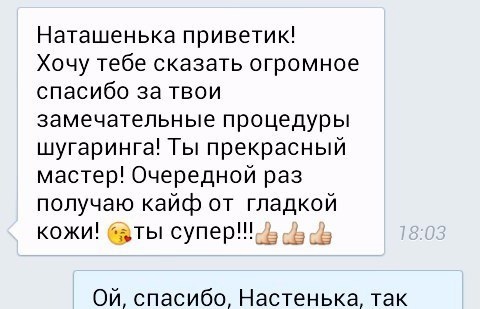 Наташенька приветик!
Хочу тебе сказать огромное
спасибо за твои
замечательные процедуры
шугаринга! Ты прекрасный
мастер! Очередной раз
получаю кайф от гладкой
кожи! 😘ты супер!!!👍👍👍
18:03
Ой, спасибо, Настенька, так